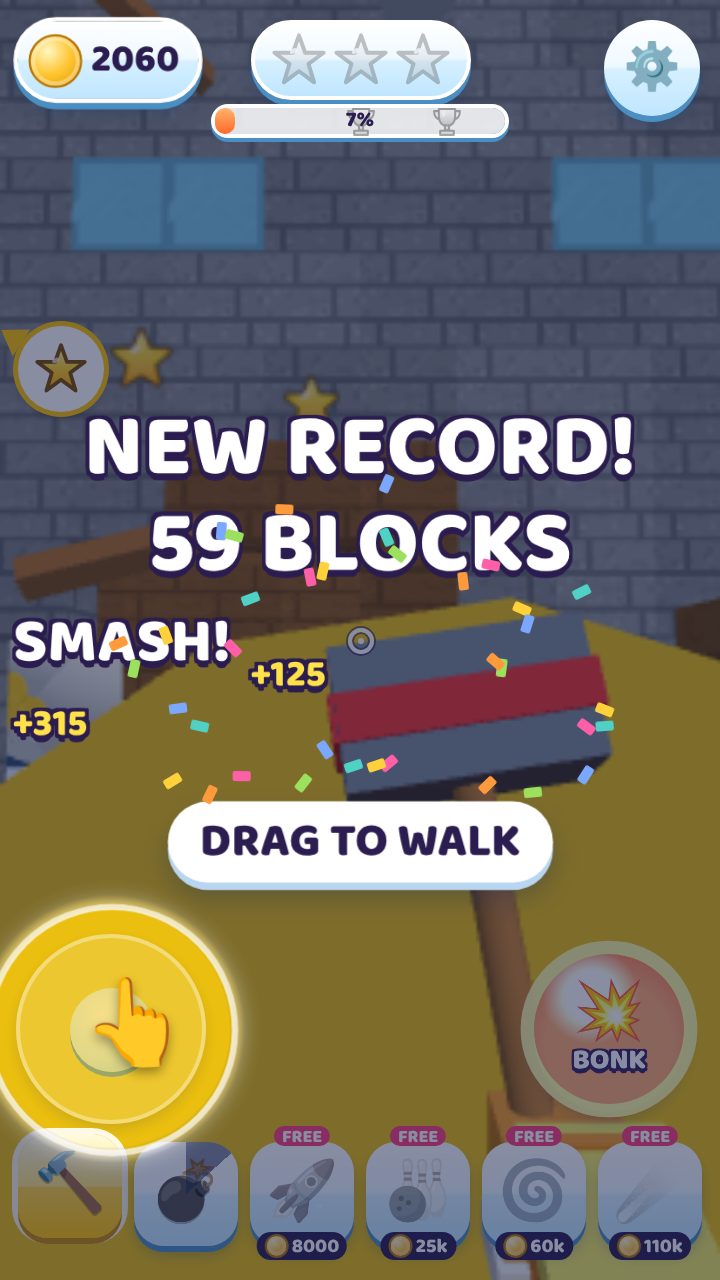 2060
7%
NEW RECORD!
59 BLOCKS
SMASH!
+125
+315
DRAG TO WALK
BONK
FREE FREE FREE FREE
8000 25k 60k 110k